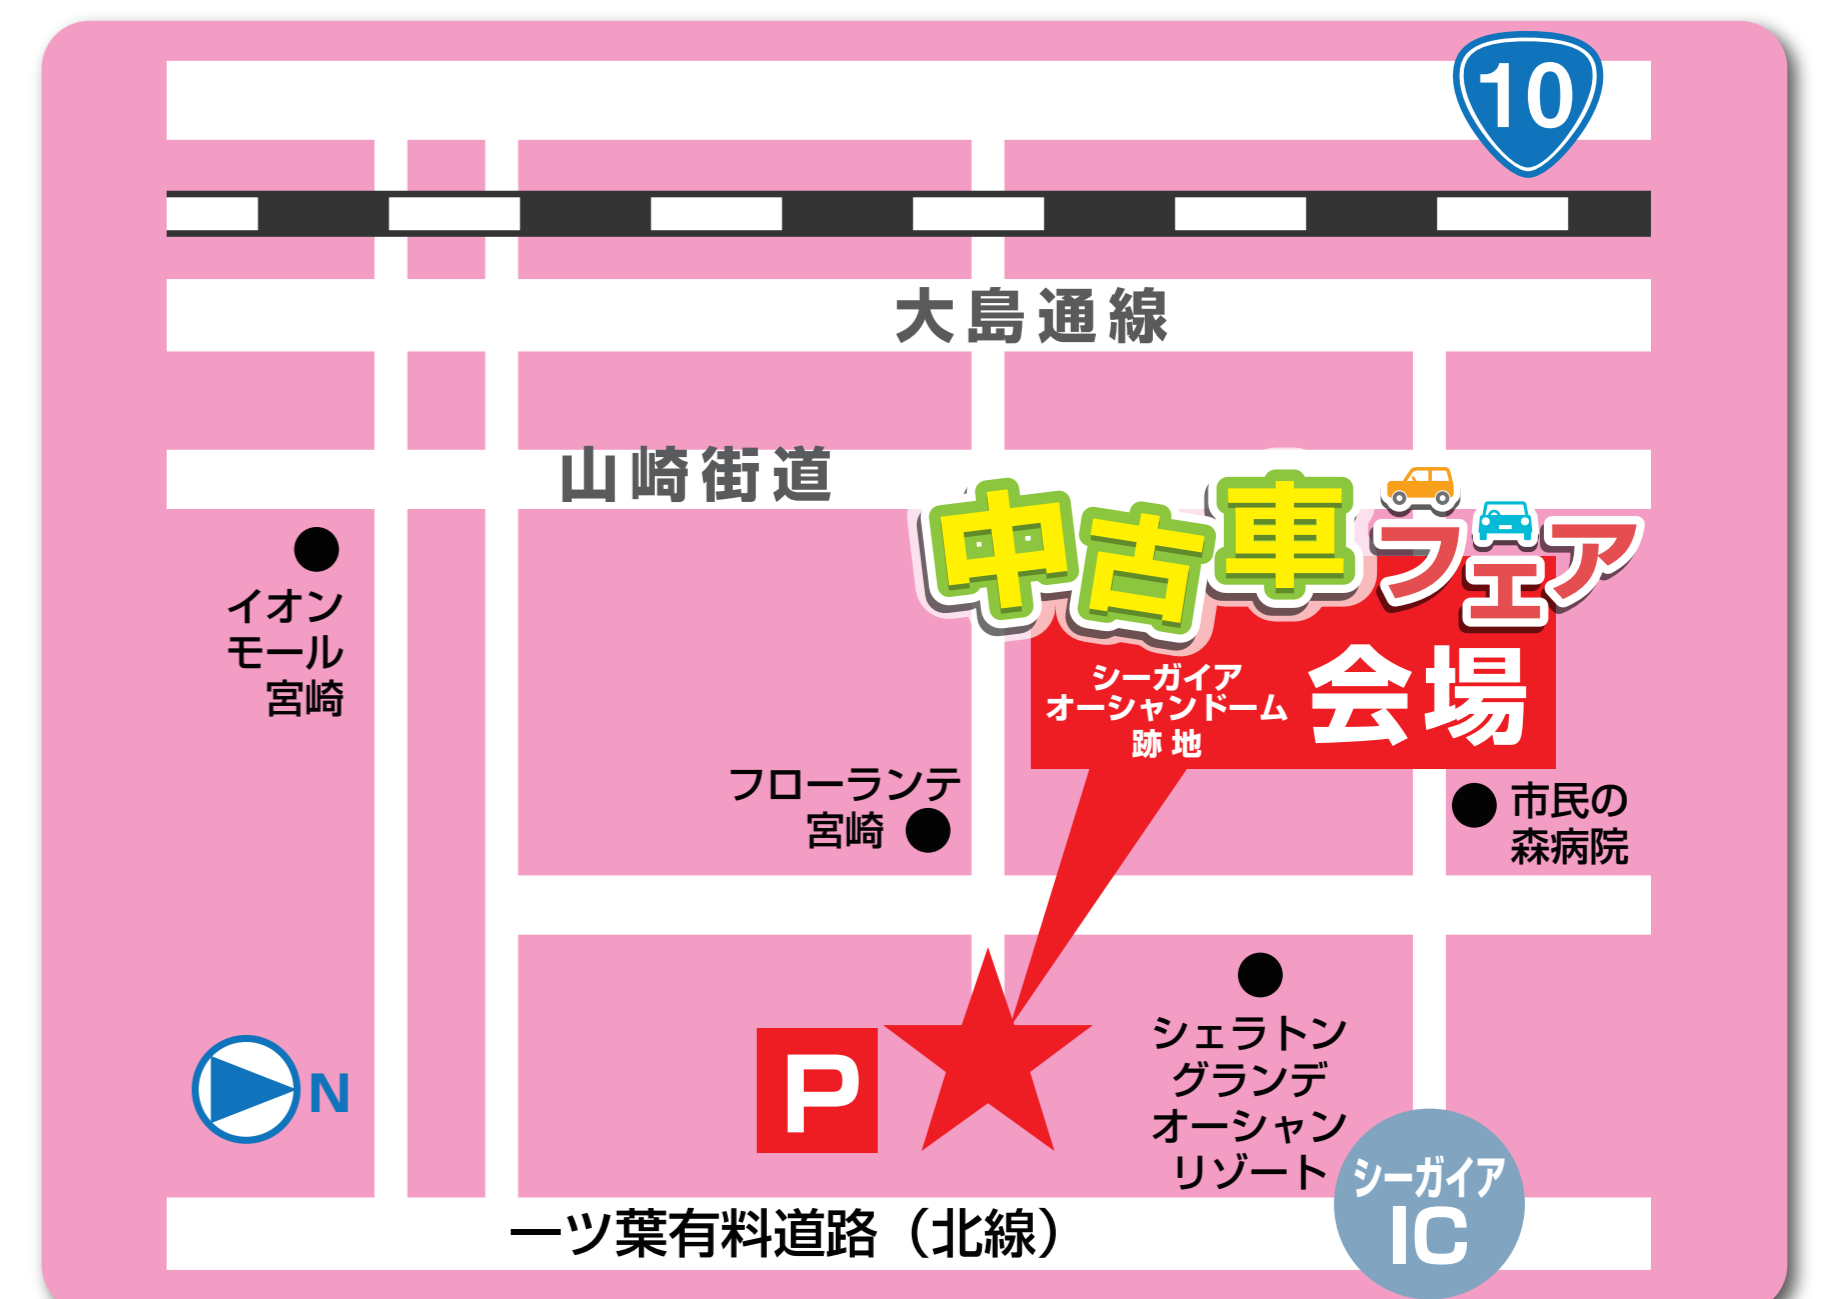 10
大島通線
山崎街道
中古車フェア
イオン
モール
宮崎
シーガイア
オーシャンドーム
跡地
会場
フローランテ
宮崎
市民の
森病院
シェラトン
グランデ
オーシャン
リゾート
N
P
シーガイア
IC
一ツ葉有料道路（北線）